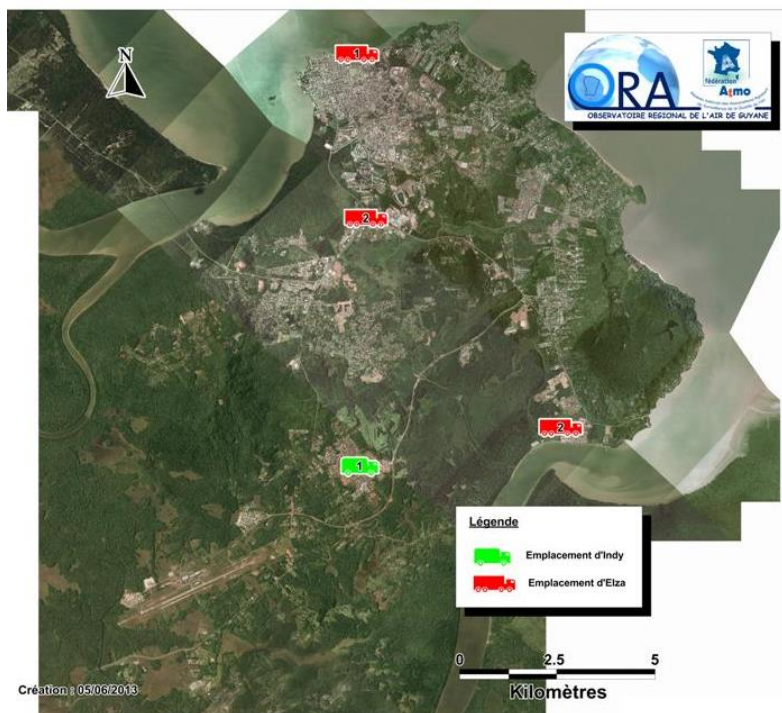 N
1
ORA
fédération
Atmo
OBSERVATOIRE REGIONAL DE L'AIR DE GUYANE
2
2
1
Légende
Emplacement d'Indy
Emplacement d'Elza
0 2.5 5
Kilomètres
Création : 05/06/2013